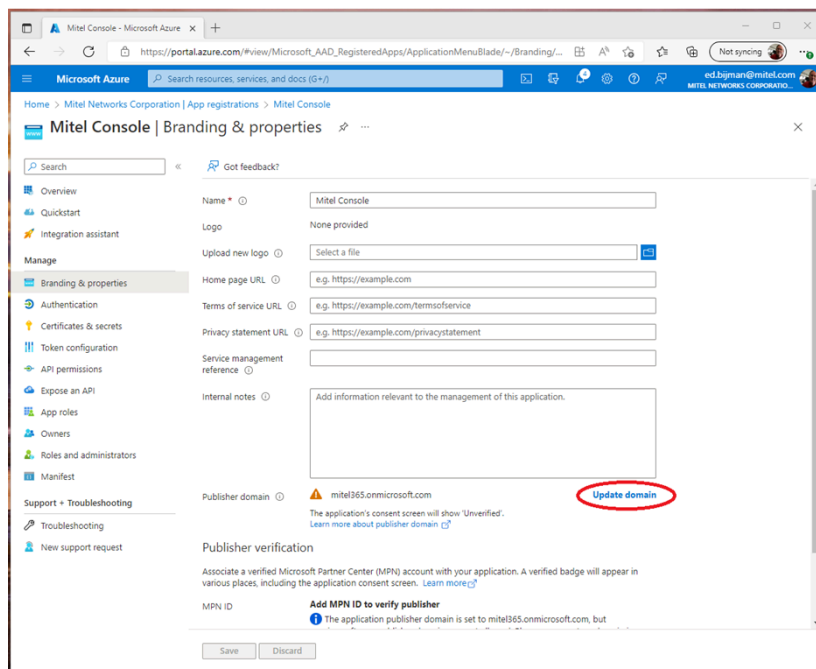 Mitel Console - Microsoft Azure
https://portal.azure.com/#view/Microsoft_AAD_RegisteredApps/ApplicationMenuBlade/~/Branding/...
Not syncing
Microsoft Azure
Search resources, services, and docs (G+/)
4
ed.bijman@mitel.com
MITEL NETWORKS CORPORATIO...
Home > Mitel Networks Corporation | App registrations > Mitel Console
www
Mitel Console | Branding & properties
Search
Got feedback?
Overview
Quickstart
Integration assistant
Manage
Branding & properties
Authentication
Certificates & secrets
Token configuration
API permissions
Expose an API
App roles
Owners
Roles and administrators
Manifest
Support + Troubleshooting
Troubleshooting
New support request
Name *
Mitel Console
Logo
None provided
Upload new logo
Select a file
Home page URL
e.g. https://example.com
Terms of service URL
e.g. https://example.com/termsofservice
Privacy statement URL
e.g. https://example.com/privacystatement
Service management
reference
Internal notes
Add information relevant to the management of this application.
Publisher domain
mitel365.onmicrosoft.com
Update domain
The application's consent screen will show 'Unverified'.
Learn more about publisher domain
Publisher verification
Associate a verified Microsoft Partner Center (MPN) account with your application. A verified badge will appear in
various places, including the application consent screen. Learn more
MPN ID
Add MPN ID to verify publisher
The application publisher domain is set to mitel365.onmicrosoft.com, but
Save
Discard